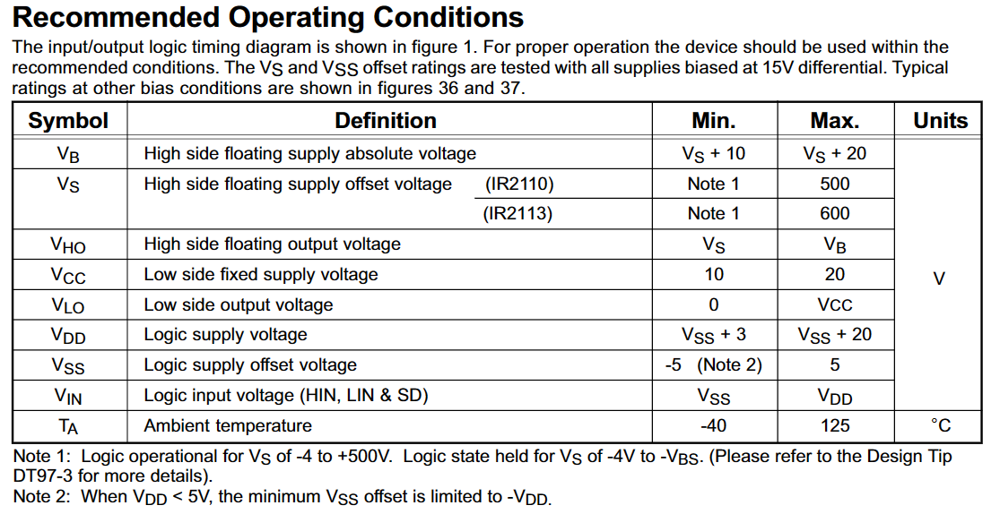 Recommended Operating Conditions
The input/output logic timing diagram is shown in figure 1. For proper operation the device should be used within the
recommended conditions. The VS and VSS offset ratings are tested with all supplies biased at 15V differential. Typical
ratings at other bias conditions are shown in figures 36 and 37.
Symbol Definition Min. Max. Units
VB High side floating supply absolute voltage VS + 10 VS + 20
VS High side floating supply offset voltage (IR2110) Note 1 500
(IR2113) Note 1 600
VHO High side floating output voltage VS VB
VCC Low side fixed supply voltage 10 20 V
VLO Low side output voltage 0 VCC
VDD Logic supply voltage VSS + 3 VSS + 20
VSS Logic supply offset voltage -5 (Note 2) 5
VIN Logic input voltage (HIN, LIN & SD) VSS VDD
TA Ambient temperature -40 125 °C
Note 1: Logic operational for VS of -4 to +500V. Logic state held for VS of -4V to -VBS. (Please refer to the Design Tip
DT97-3 for more details).
Note 2: When VDD < 5V, the minimum VSS offset is limited to -VDD.